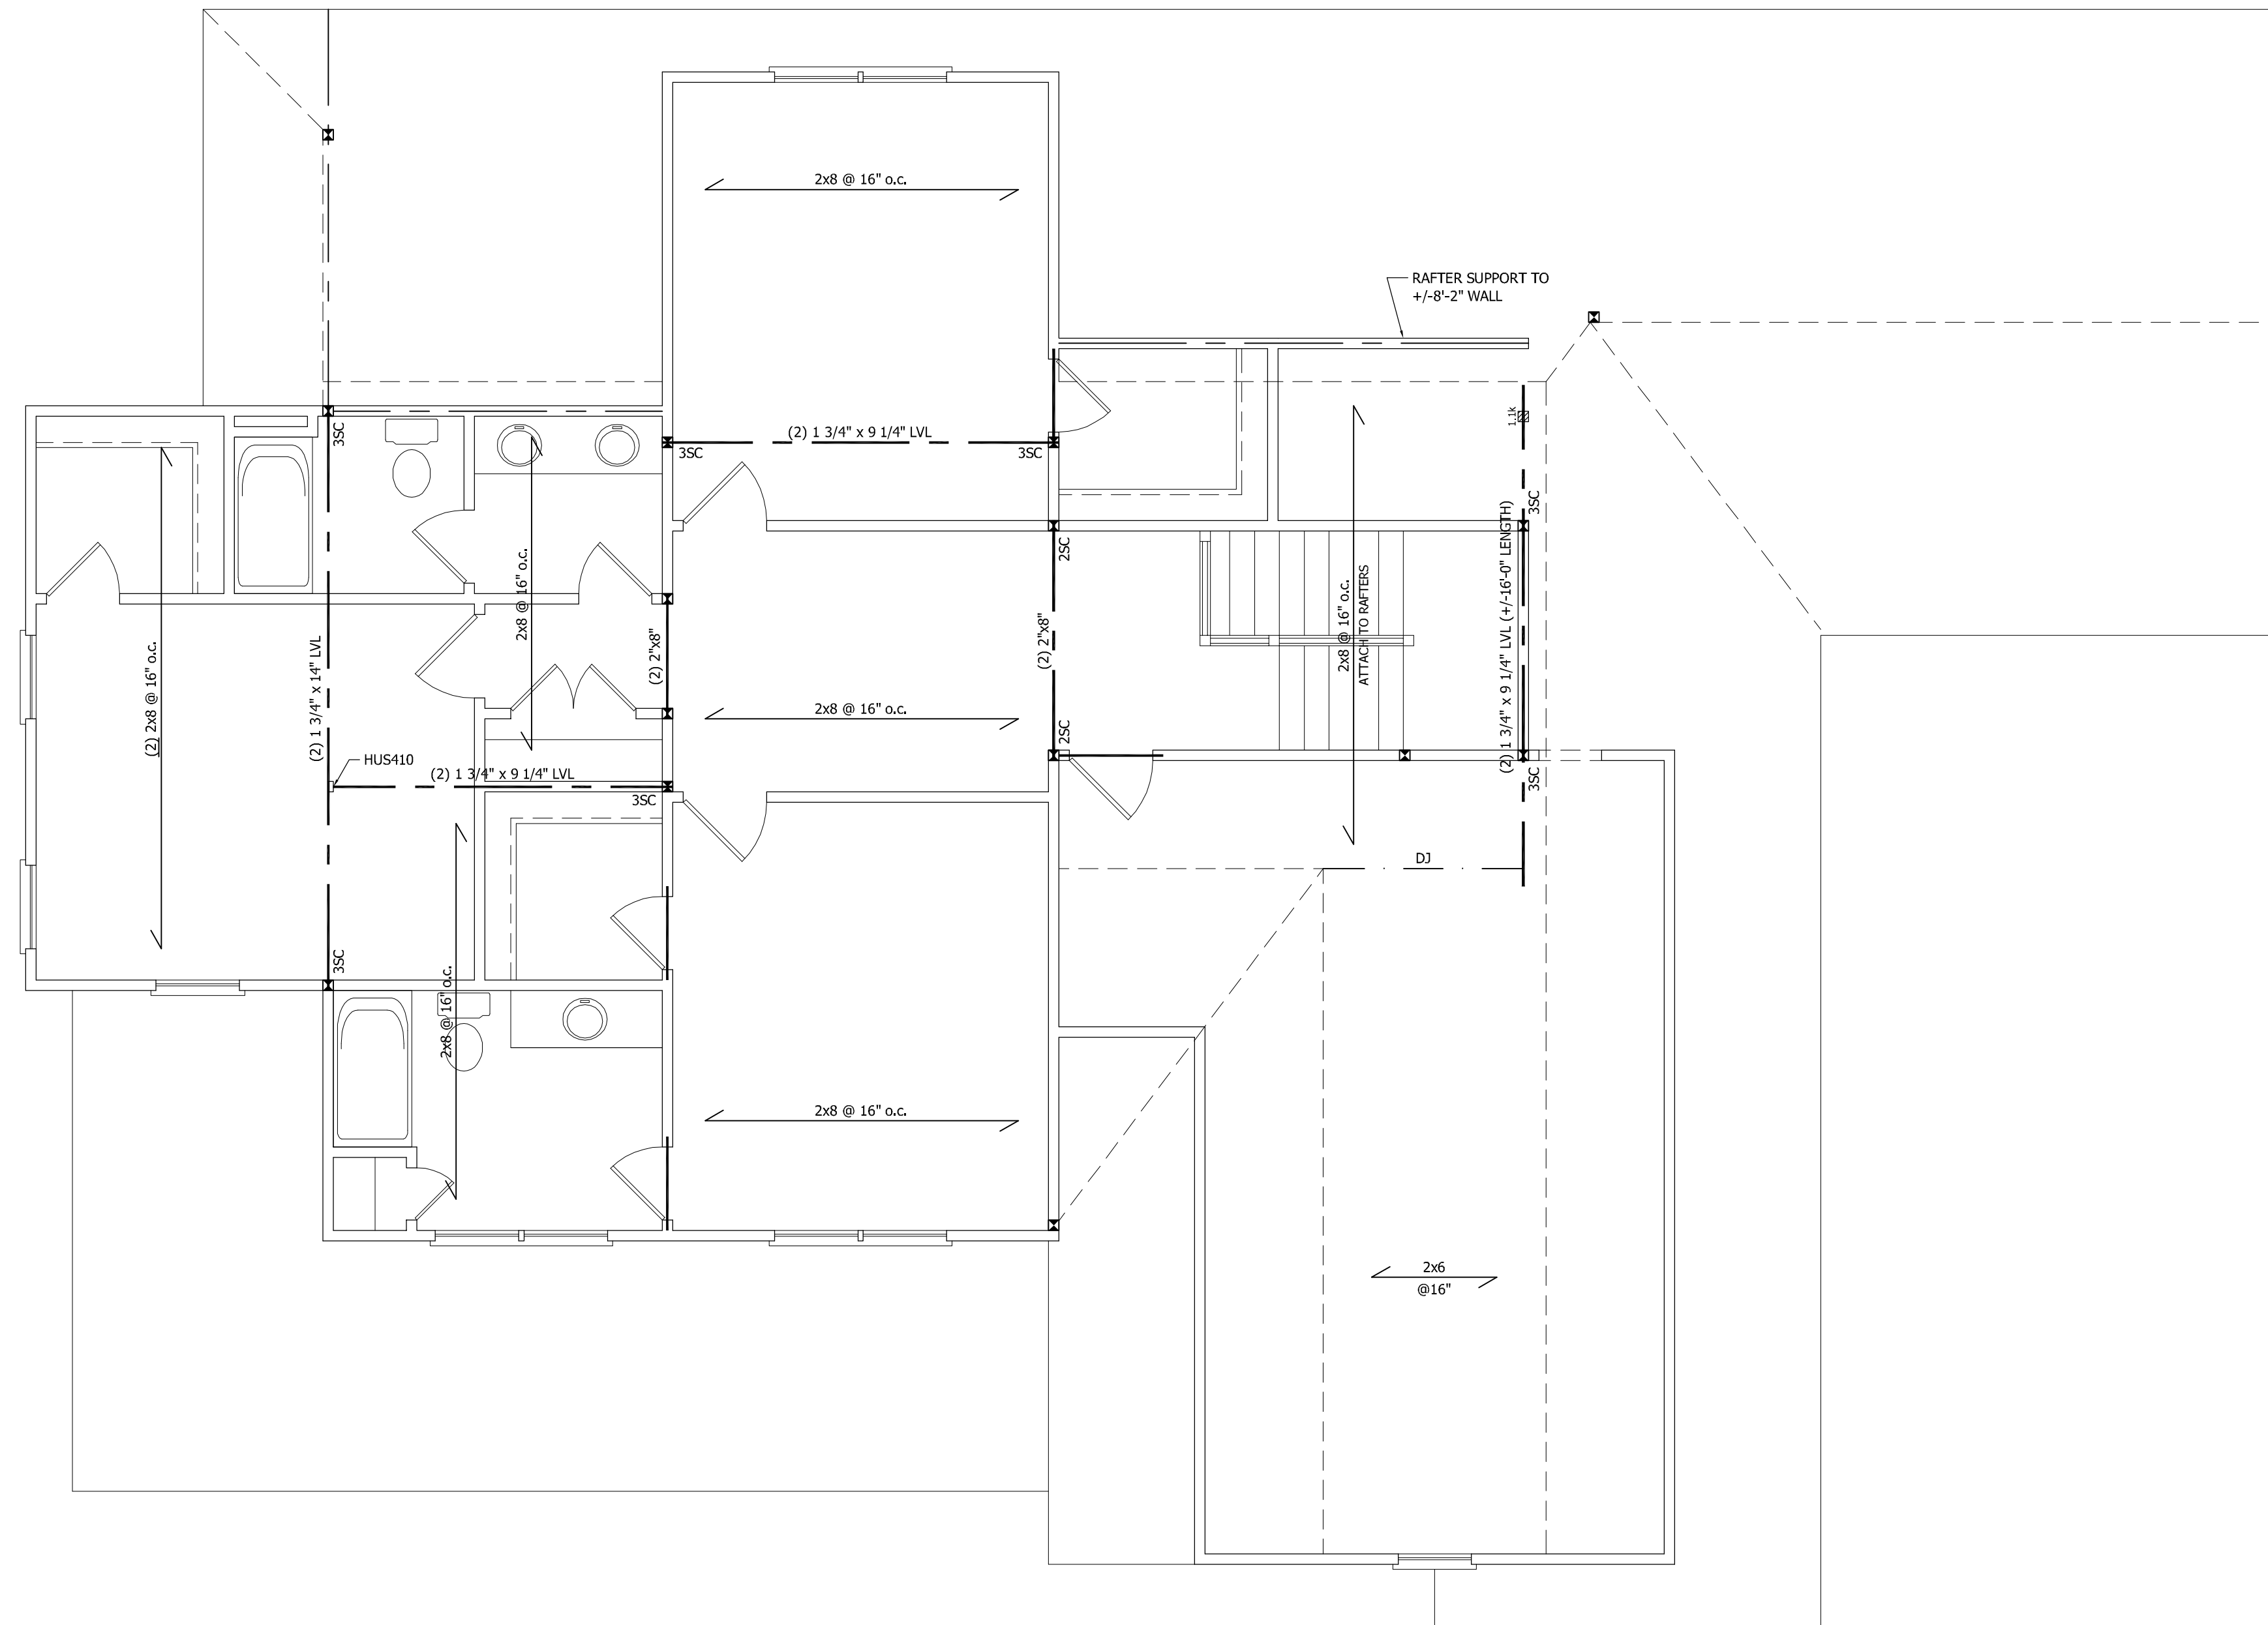 2x8 @ 16" o.c.
RAFTER SUPPORT TO
+/-8'-2" WALL
1.1k
3SC
(2) 1 3/4" x 9 1/4" LVL
3SC
3SC
3SC
2SC
2x8 @ 16" o.c.
(2) 2x8 @ 16" o.c.
(2) 1 3/4" x 14" LVL
(2) 2"x8"
(2) 2"x8"
2x8 @ 16" o.c.
ATTACH TO RAFTERS
(2) 1 3/4" x 9 1/4" LVL (+/-16'-0" LENGTH)
2x8 @ 16" o.c.
2SC
HUS410
(2) 1 3/4" x 9 1/4" LVL
3SC
3SC
DJ
3SC
2x8 @ 16" o.c.
2x8 @ 16" o.c.
2x6
@16"